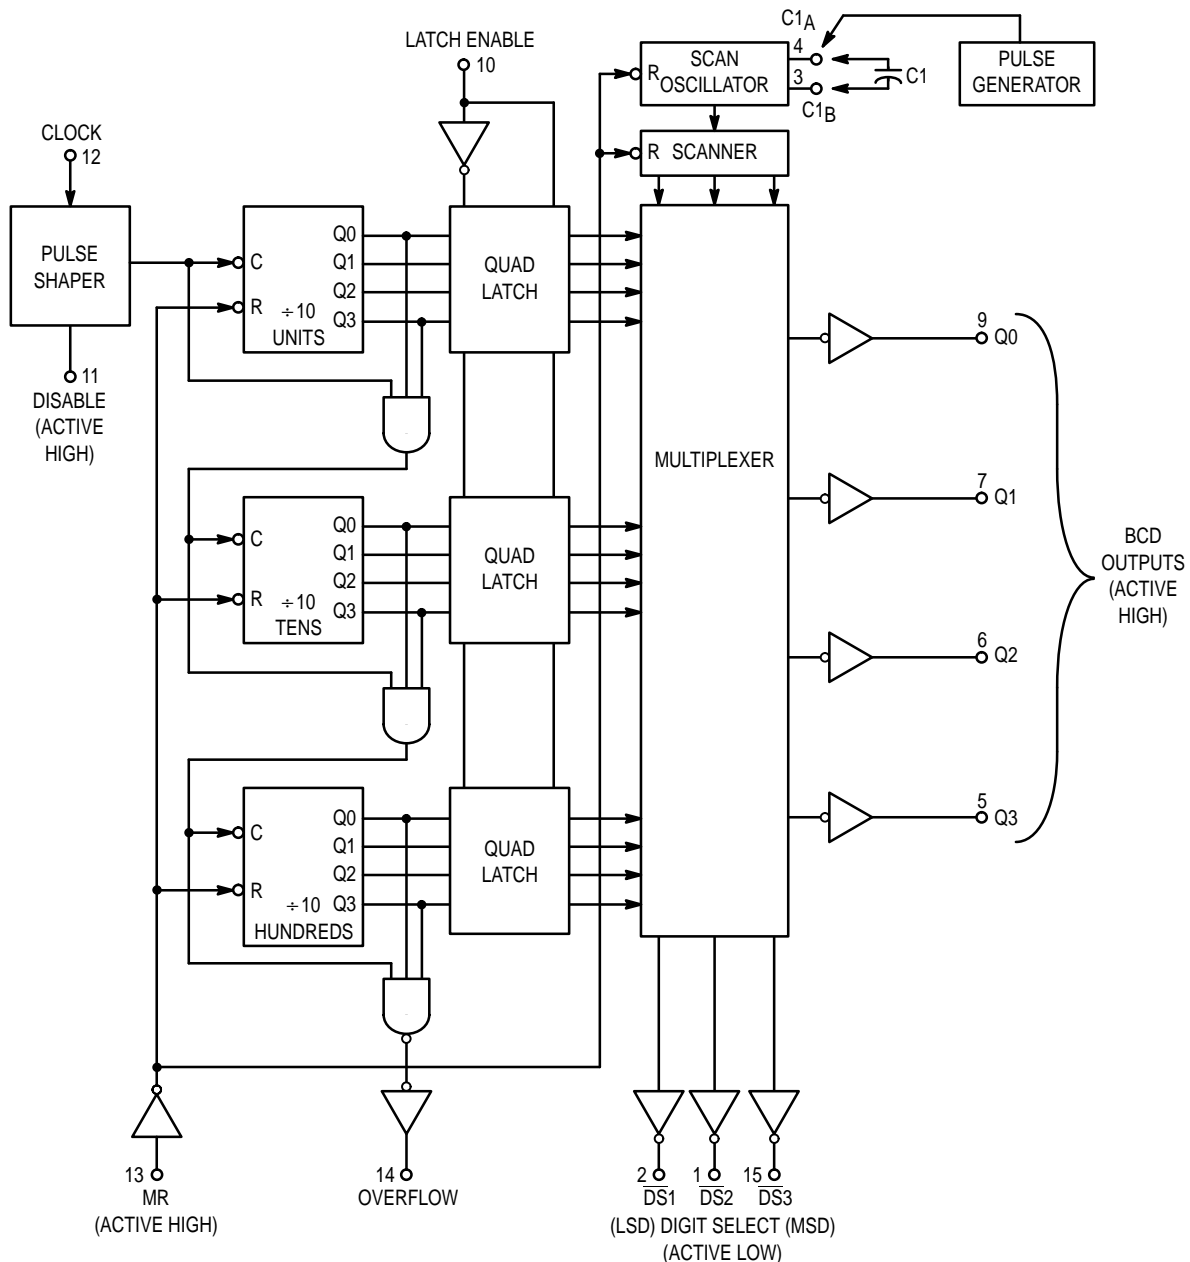 LATCH ENABLE
10
C1A
4
SCAN
OSCILLATOR
R
3
C1B
C1
PULSE
GENERATOR
CLOCK
12
R SCANNER
PULSE
SHAPER
C
R
Q0
Q1
Q2
Q3
÷10
UNITS
QUAD
LATCH
11
DISABLE
(ACTIVE
HIGH)
MULTIPLEXER
9 Q0
7 Q1
6 Q2
5 Q3
BCD
OUTPUTS
(ACTIVE
HIGH)
C
R
Q0
Q1
Q2
Q3
÷10
TENS
QUAD
LATCH
C
R
Q0
Q1
Q2
Q3
÷10
HUNDREDS
QUAD
LATCH
13
MR
(ACTIVE HIGH)
14
OVERFLOW
2 1 15
DS1 DS2 DS3
(LSD) DIGIT SELECT (MSD)
(ACTIVE LOW)